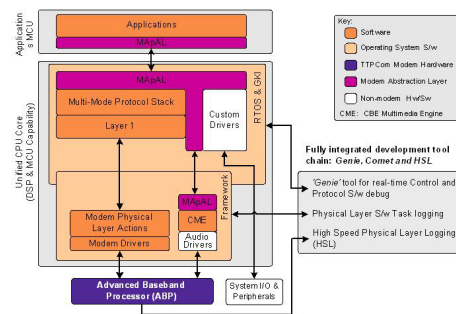 Applications MCU
Applications
MApAL
Key:
Software
Operating System S/w
TTPCom Modem Hardware
Modem Abstraction Layer
Non-modem Hw/Sw
CME: CBE Multimedia Engine
Unified CPU Core
(DSP & MCU Capability)
MApAL
Multi-Mode Protocol Stack
Layer 1
Custom
Drivers
RTOS & GKI
Framework
MApAL
CME
Audio
Drivers
Modem Physical
Layer Actions
Modem Drivers
Advanced Baseband
Processor (ABP)
System I/O &
Peripherals
Fully integrated development tool
chain: Genie, Comet and HSL
'Genie' tool for real-time Control and
Protocol S/w debug
Physical Layer S/w Task logging
High Speed Physical Layer Logging
(HSL)